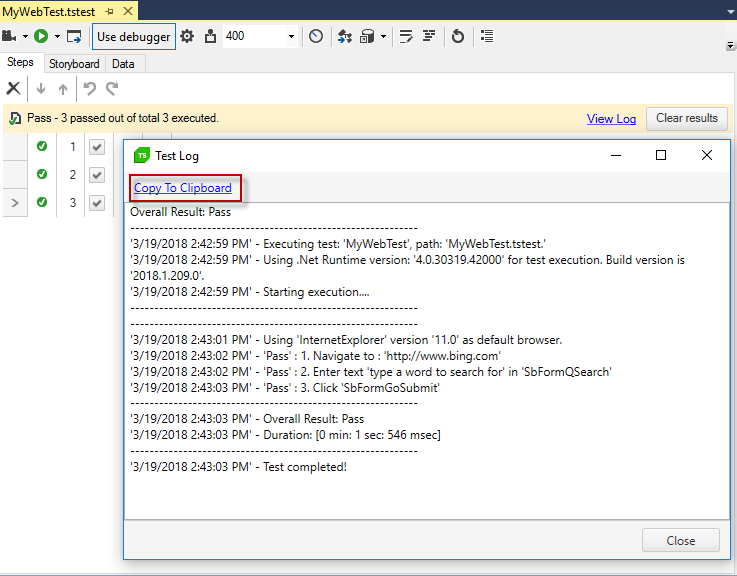 MyWebTest.tstest
Use debugger
400
Steps Storyboard Data
Pass - 3 passed out of total 3 executed.
View Log
Clear results
1
2
3
TS
Test Log
Copy To Clipboard
Overall Result: Pass
----------------------------------------------------------
'3/19/2018 2:42:59 PM' - Executing test: 'MyWebTest', path: 'MyWebTest.tstest.'
'3/19/2018 2:42:59 PM' - Using .Net Runtime version: '4.0.30319.42000' for test execution. Build version is
'2018.1.209.0'.
'3/19/2018 2:42:59 PM' - Starting execution....
----------------------------------------------------------
----------------------------------------------------------
'3/19/2018 2:43:01 PM' - Using 'InternetExplorer' version '11.0' as default browser.
'3/19/2018 2:43:02 PM' - 'Pass' : 1. Navigate to : 'http://www.bing.com'
'3/19/2018 2:43:02 PM' - 'Pass' : 2. Enter text 'type a word to search for' in 'SbFormQSearch'
'3/19/2018 2:43:03 PM' - 'Pass' : 3. Click 'SbFormGoSubmit'
----------------------------------------------------------
'3/19/2018 2:43:03 PM' - Overall Result: Pass
'3/19/2018 2:43:03 PM' - Duration: [0 min: 1 sec: 546 msec]
----------------------------------------------------------
'3/19/2018 2:43:03 PM' - Test completed!
Close